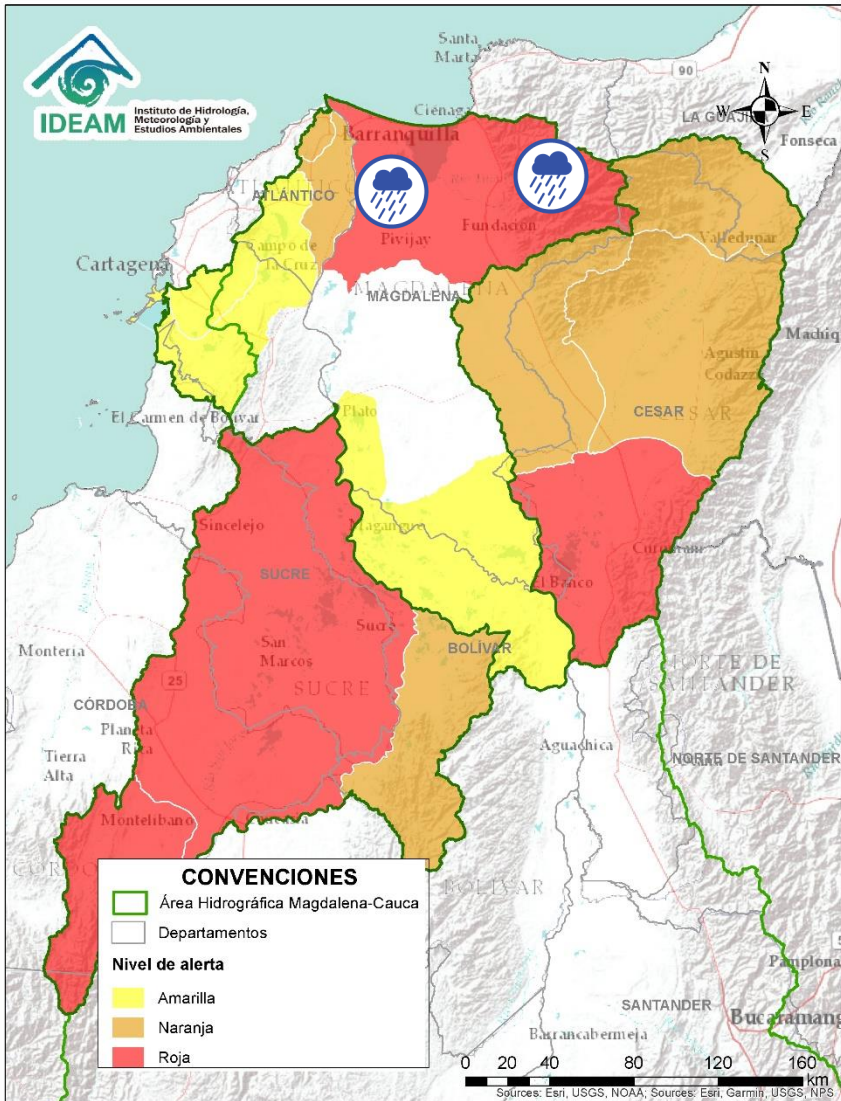 IDEAM
Instituto de Hidrología,
Meteorología y
Estudios Ambientales
Santa
Marta
90
N
E
S
LA GUAJI
Ciénaga
Fonseca
Barranquilla
ATLÁNTICO
Fundación
Pivijay
Valledupar
Campo de
la Cruz
Cartagena
MAGDALENA
Machiq
Agustín
Codazzi
CESAR
El Carmen de Bolívar
Plato
Sincelejo
Magangué
SUCRE
El Banco
San
Marcos
Sucre
BOLÍVAR
Montería
25
NORTE DE
SANTANDER
SUCRE
CÓRDOBA
Planeta
Rica
Tierra
Alta
Aguachica
NORTE DE SANTANDER
Montelíbano
BOLÍVAR
CONVENCIONES
Área Hidrográfica Magdalena-Cauca
Departamentos
Nivel de alerta
Amarilla
Naranja
Roja
Pamplona
SANTANDER
Bucaramang
Barrancabermeja
0 20 40 80 120 160
km
Sources: Esri, USGS, NOAA; Sources: Esri, Garmin, USGS, NPS